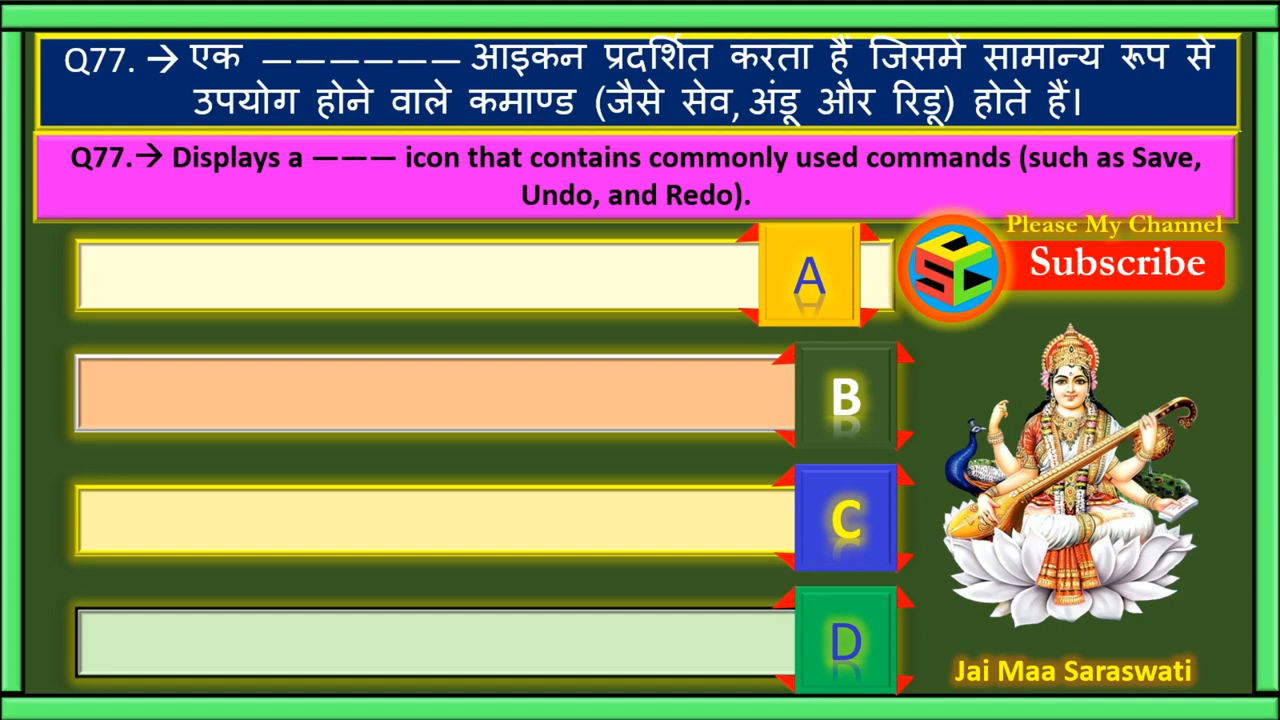 Q77. → एक —————— आइकन प्रदर्शित करता हैं जिसमें सामान्य रूप से
उपयोग होने वाले कमाण्ड (जैसे सेव, अंडू और रिडू) होते हैं।
Q77.→ Displays a ——— icon that contains commonly used commands (such as Save,
Undo, and Redo).
Please My Channel
Subscribe
CSC
A
B
C
D
Jai Maa Saraswati